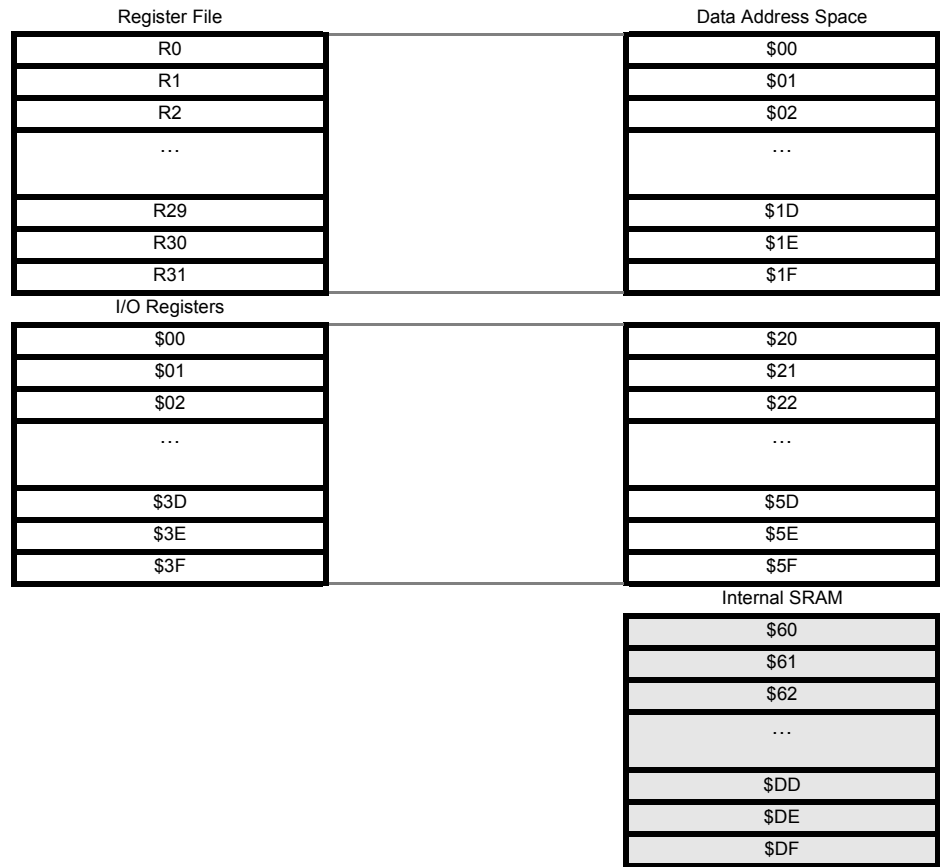 Register File Data Address Space
R0 $00
R1 $01
R2 $02
… …
R29 $1D
R30 $1E
R31 $1F
I/O Registers
$00 $20
$01 $21
$02 $22
… …
$3D $5D
$3E $5E
$3F $5F
Internal SRAM
$60
$61
$62
…
$DD
$DE
$DF